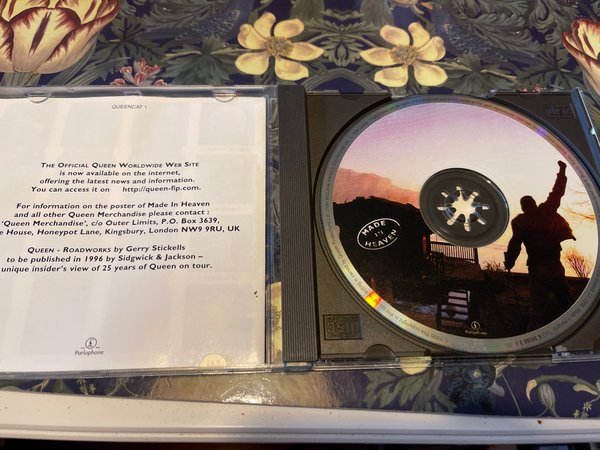 QUEENCAT 1
The Official Queen Worldwide Web Site
is now available on the internet,
offering the latest news and information.
You can access it on http://queen-fip.com
For information on the poster of Made In Heaven
and all other Queen Merchandise please contact :
'Queen Merchandise', c/o Outer Limits, P.O. Box 3639,
House, Honeypot Lane, Kingsbury, London NW9 9RU, UK
Queen - Roadworks by Gerry Stickells
to be published in 1996 by Sidgwick & Jackson –
unique insider's view of 25 years of Queen on tour.
Parlophone
MADE
IN
HEAVEN
Parlophone